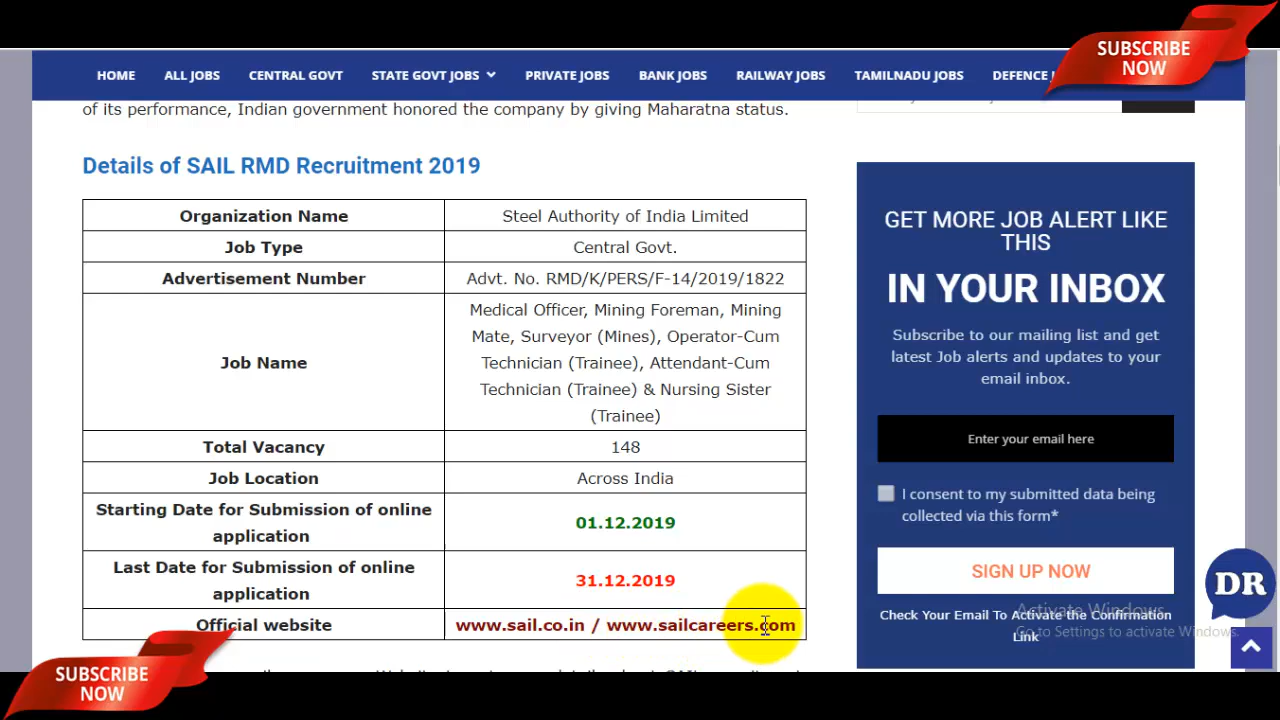 SUBSCRIBE
NOW
HOME ALL JOBS CENTRAL GOVT STATE GOVT JOBS PRIVATE JOBS BANK JOBS RAILWAY JOBS TAMILNADU JOBS DEFENCE
of its performance, Indian government honored the company by giving Maharatna status.
Details of SAIL RMD Recruitment 2019
Organization Name Steel Authority of India Limited
Job Type Central Govt.
Advertisement Number Advt. No. RMD/K/PERS/F-14/2019/1822
Job Name
Medical Officer, Mining Foreman, Mining
Mate, Surveyor (Mines), Operator-Cum
Technician (Trainee), Attendant-Cum
Technician (Trainee) & Nursing Sister
(Trainee)
Total Vacancy 148
Job Location Across India
Starting Date for Submission of online
application
01.12.2019
Last Date for Submission of online
application
31.12.2019
Official website www.sail.co.in / www.sailcareers.com
GET MORE JOB ALERT LIKE
THIS
IN YOUR INBOX
Subscribe to our mailing list and get
latest Job alerts and updates to your
email inbox.
Enter your email here
I consent to my submitted data being
collected via this form*
SIGN UP NOW
Check Your Email To Activate the Confirmation
Link
Activate Windows
Go to Settings to activate Windows.
DR
SUBSCRIBE
NOW